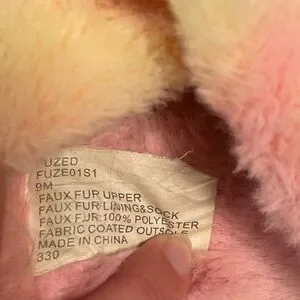 FUZED
FUZE01S1
9M
FAUX FUR UPPER
FAUX FUR LINING&SOCK
FAUX FUR:100% POLYESTER
FABRIC COATED OUTSOLE
MADE IN CHINA
330